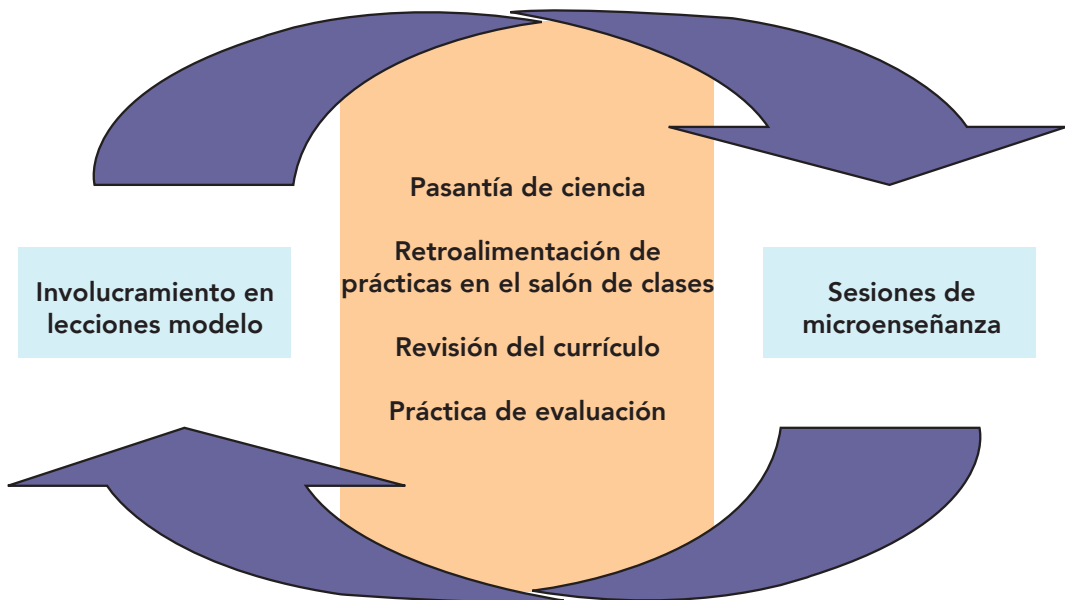 Involucramiento en
lecciones modelo
Pasantía de ciencia
Retroalimentación de
prácticas en el salón de clases
Revisión del currículo
Práctica de evaluación
Sesiones de
microenseñanza